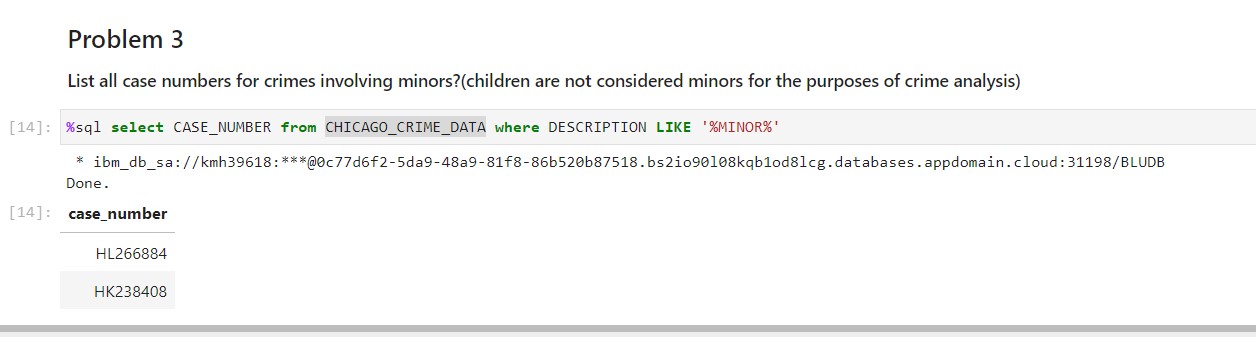 Problem 3
List all case numbers for crimes involving minors?(children are not considered minors for the purposes of crime analysis)
[14]: %sql select CASE_NUMBER from CHICAGO_CRIME_DATA where DESCRIPTION LIKE '%MINOR%'
* ibm_db_sa://kmh39618:***@0c77d6f2-5da9-48a9-81f8-86b520b87518.bs2io90l08kqb1od8lcg.databases.appdomain.cloud:31198/BLUDB
Done.
[14]: case_number
HL266884
HK238408